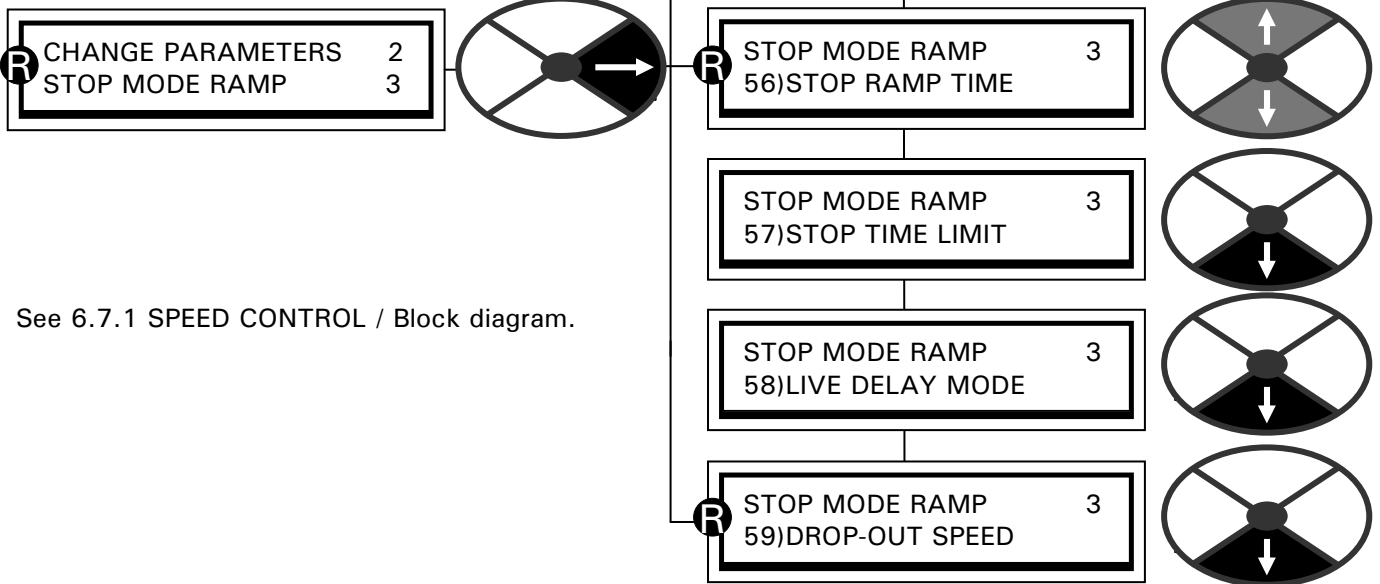 R CHANGE PARAMETERS 2
STOP MODE RAMP 3
R STOP MODE RAMP 3
56)STOP RAMP TIME
STOP MODE RAMP 3
57)STOP TIME LIMIT
See 6.7.1 SPEED CONTROL / Block diagram.
STOP MODE RAMP 3
58)LIVE DELAY MODE
R STOP MODE RAMP 3
59)DROP-OUT SPEED